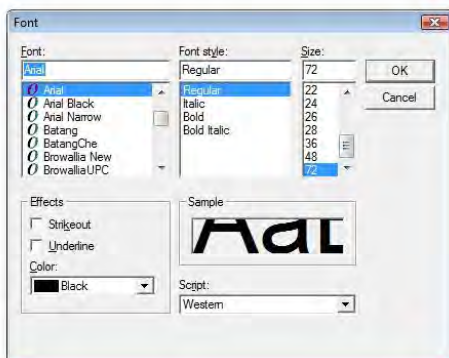 Font
Font:
Font style:
Size:
Arial
Regular
72
OK
Cancel
Arial
Arial Black
Arial Narrow
Batang
BatangChe
Browallia New
BrowalliaUPC
Regular
Italic
Bold
Bold Italic
22
24
26
28
36
48
72
Effects
Strikeout
Underline
Color:
Black
Sample
Aab
Script:
Western